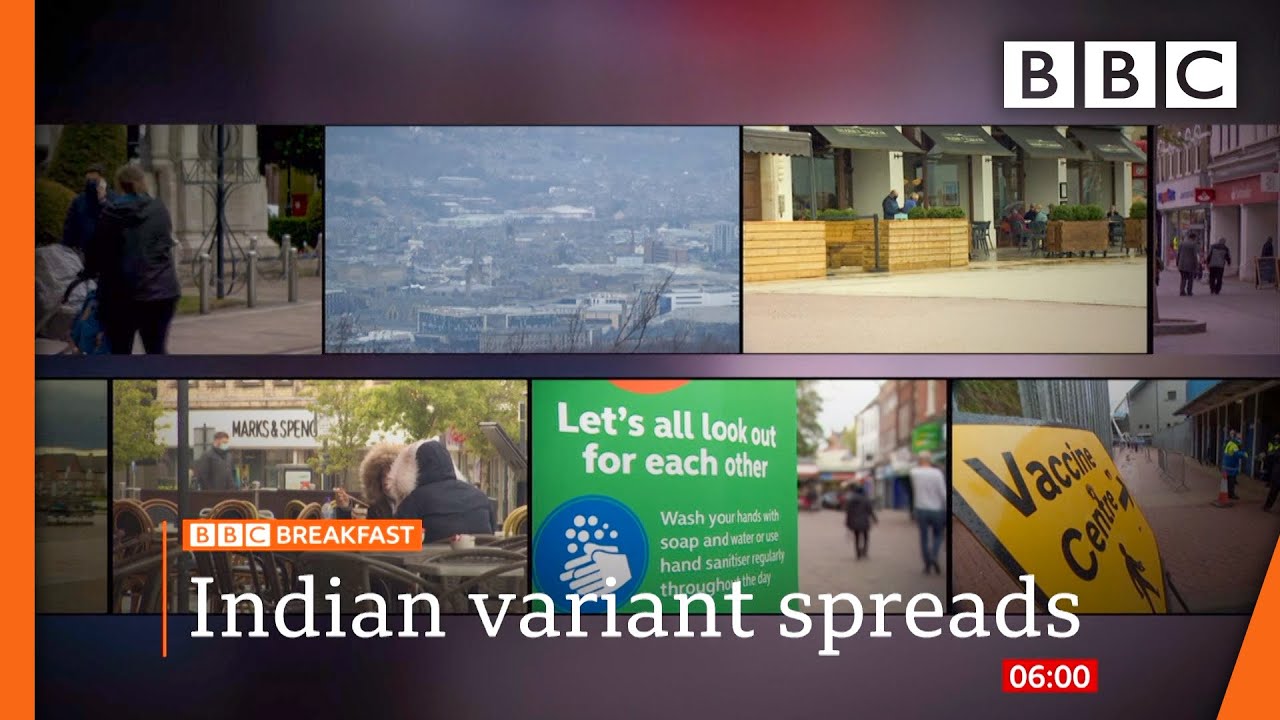 BBC
MARKS & SPENC
Let's all look out
for each other
Wash your hands with
soap and water or use
hand sanitiser regularly
throughout the day
Vaccine
Centre
BBC BREAKFAST
Indian variant spreads
06:00